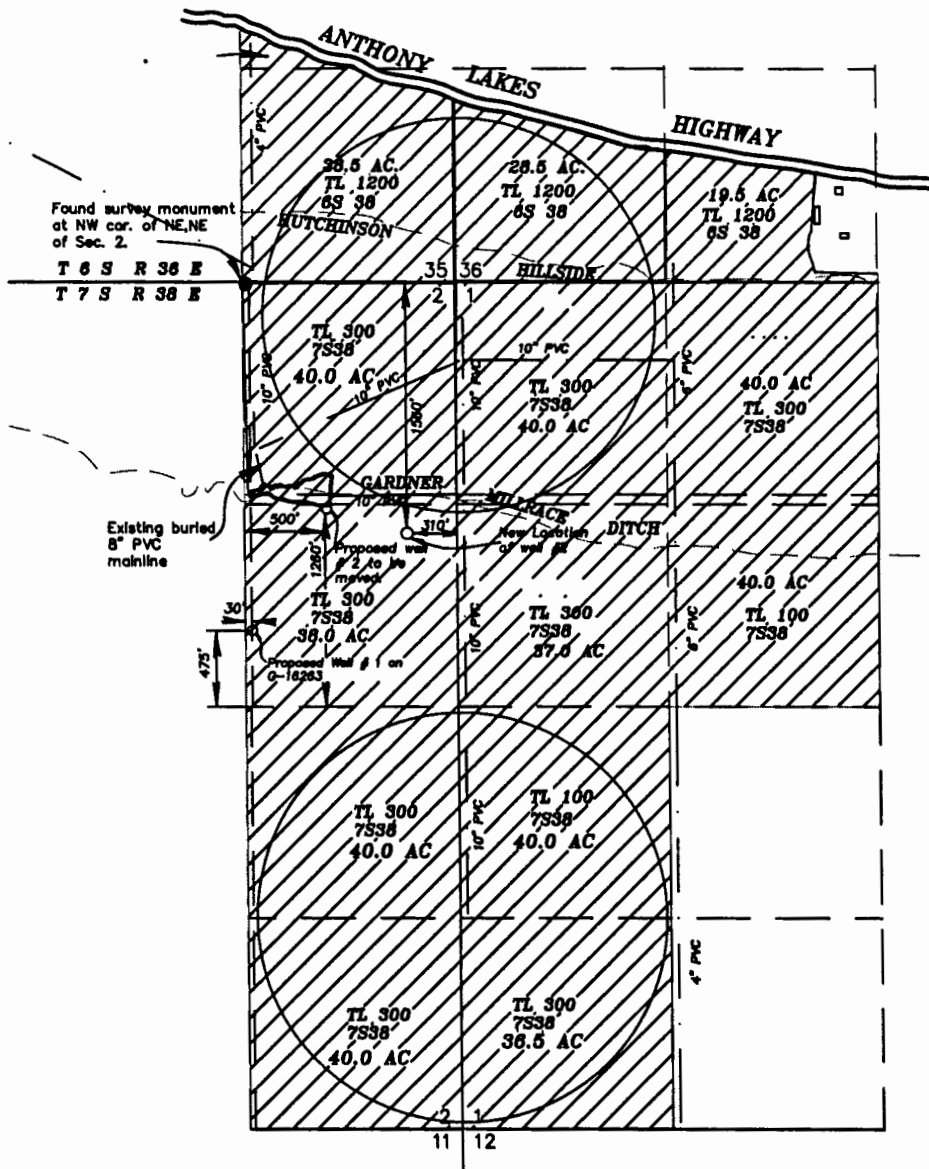 ANTHONY LAKES HIGHWAY
4" PVC
38.5 AC.
TL 1200
6S 38
28.5 AC.
TL 1200
6S 38
19.5 AC
TL 1200
6S 38
Found survey monument
at NW cor. of NE,NE
of Sec. 2.
HUTCHINSON
HILLSIDE
T 6 S R 36 E
35 36
T 7 S R 38 E
2 1
TL 300
7S38
40.0 AC
10" PVC
10" PVC
1560'
10" PVC
10" PVC
TL 300
7S38
40.0 AC
6" PVC
40.0 AC
TL 300
7S38
GARDNER
MILLRACE
DITCH
10" PVC
Existing buried
8" PVC
mainline
500'
1260'
310'
Proposed well
# 2 to be
moved.
New Location
of well #2
TL 300
7S38
38.0 AC
10" PVC
TL 300
7S38
37.0 AC
6" PVC
40.0 AC
TL 100
7S38
30'
475'
Proposed Well # 1 on
G-16263
TL 300
7S38
40.0 AC
10" PVC
TL 100
7S38
40.0 AC
4" PVC
TL 300
7S38
40.0 AC
TL 300
7S38
36.5 AC
2 1
11 12